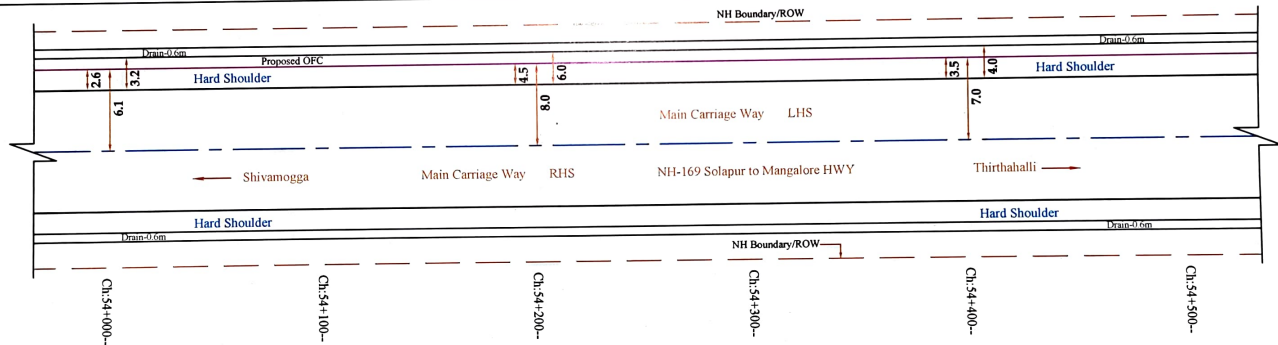 NH Boundary/ROW
Drain-0.6m
Drain-0.6m
Proposed OFC
2.6
3.2
Hard Shoulder
4.5
6.0
3.5
4.0
Hard Shoulder
6.1
8.0
7.0
Main Carriage Way LHS
Shivamogga
Main Carriage Way RHS
NH-169 Solapur to Mangalore HWY
Thirthahalli
Hard Shoulder
Hard Shoulder
Drain-0.6m
Drain-0.6m
NH Boundary/ROW
Ch:54+000--
Ch:54+100--
Ch:54+200--
Ch:54+300--
Ch:54+400--
Ch:54+500--